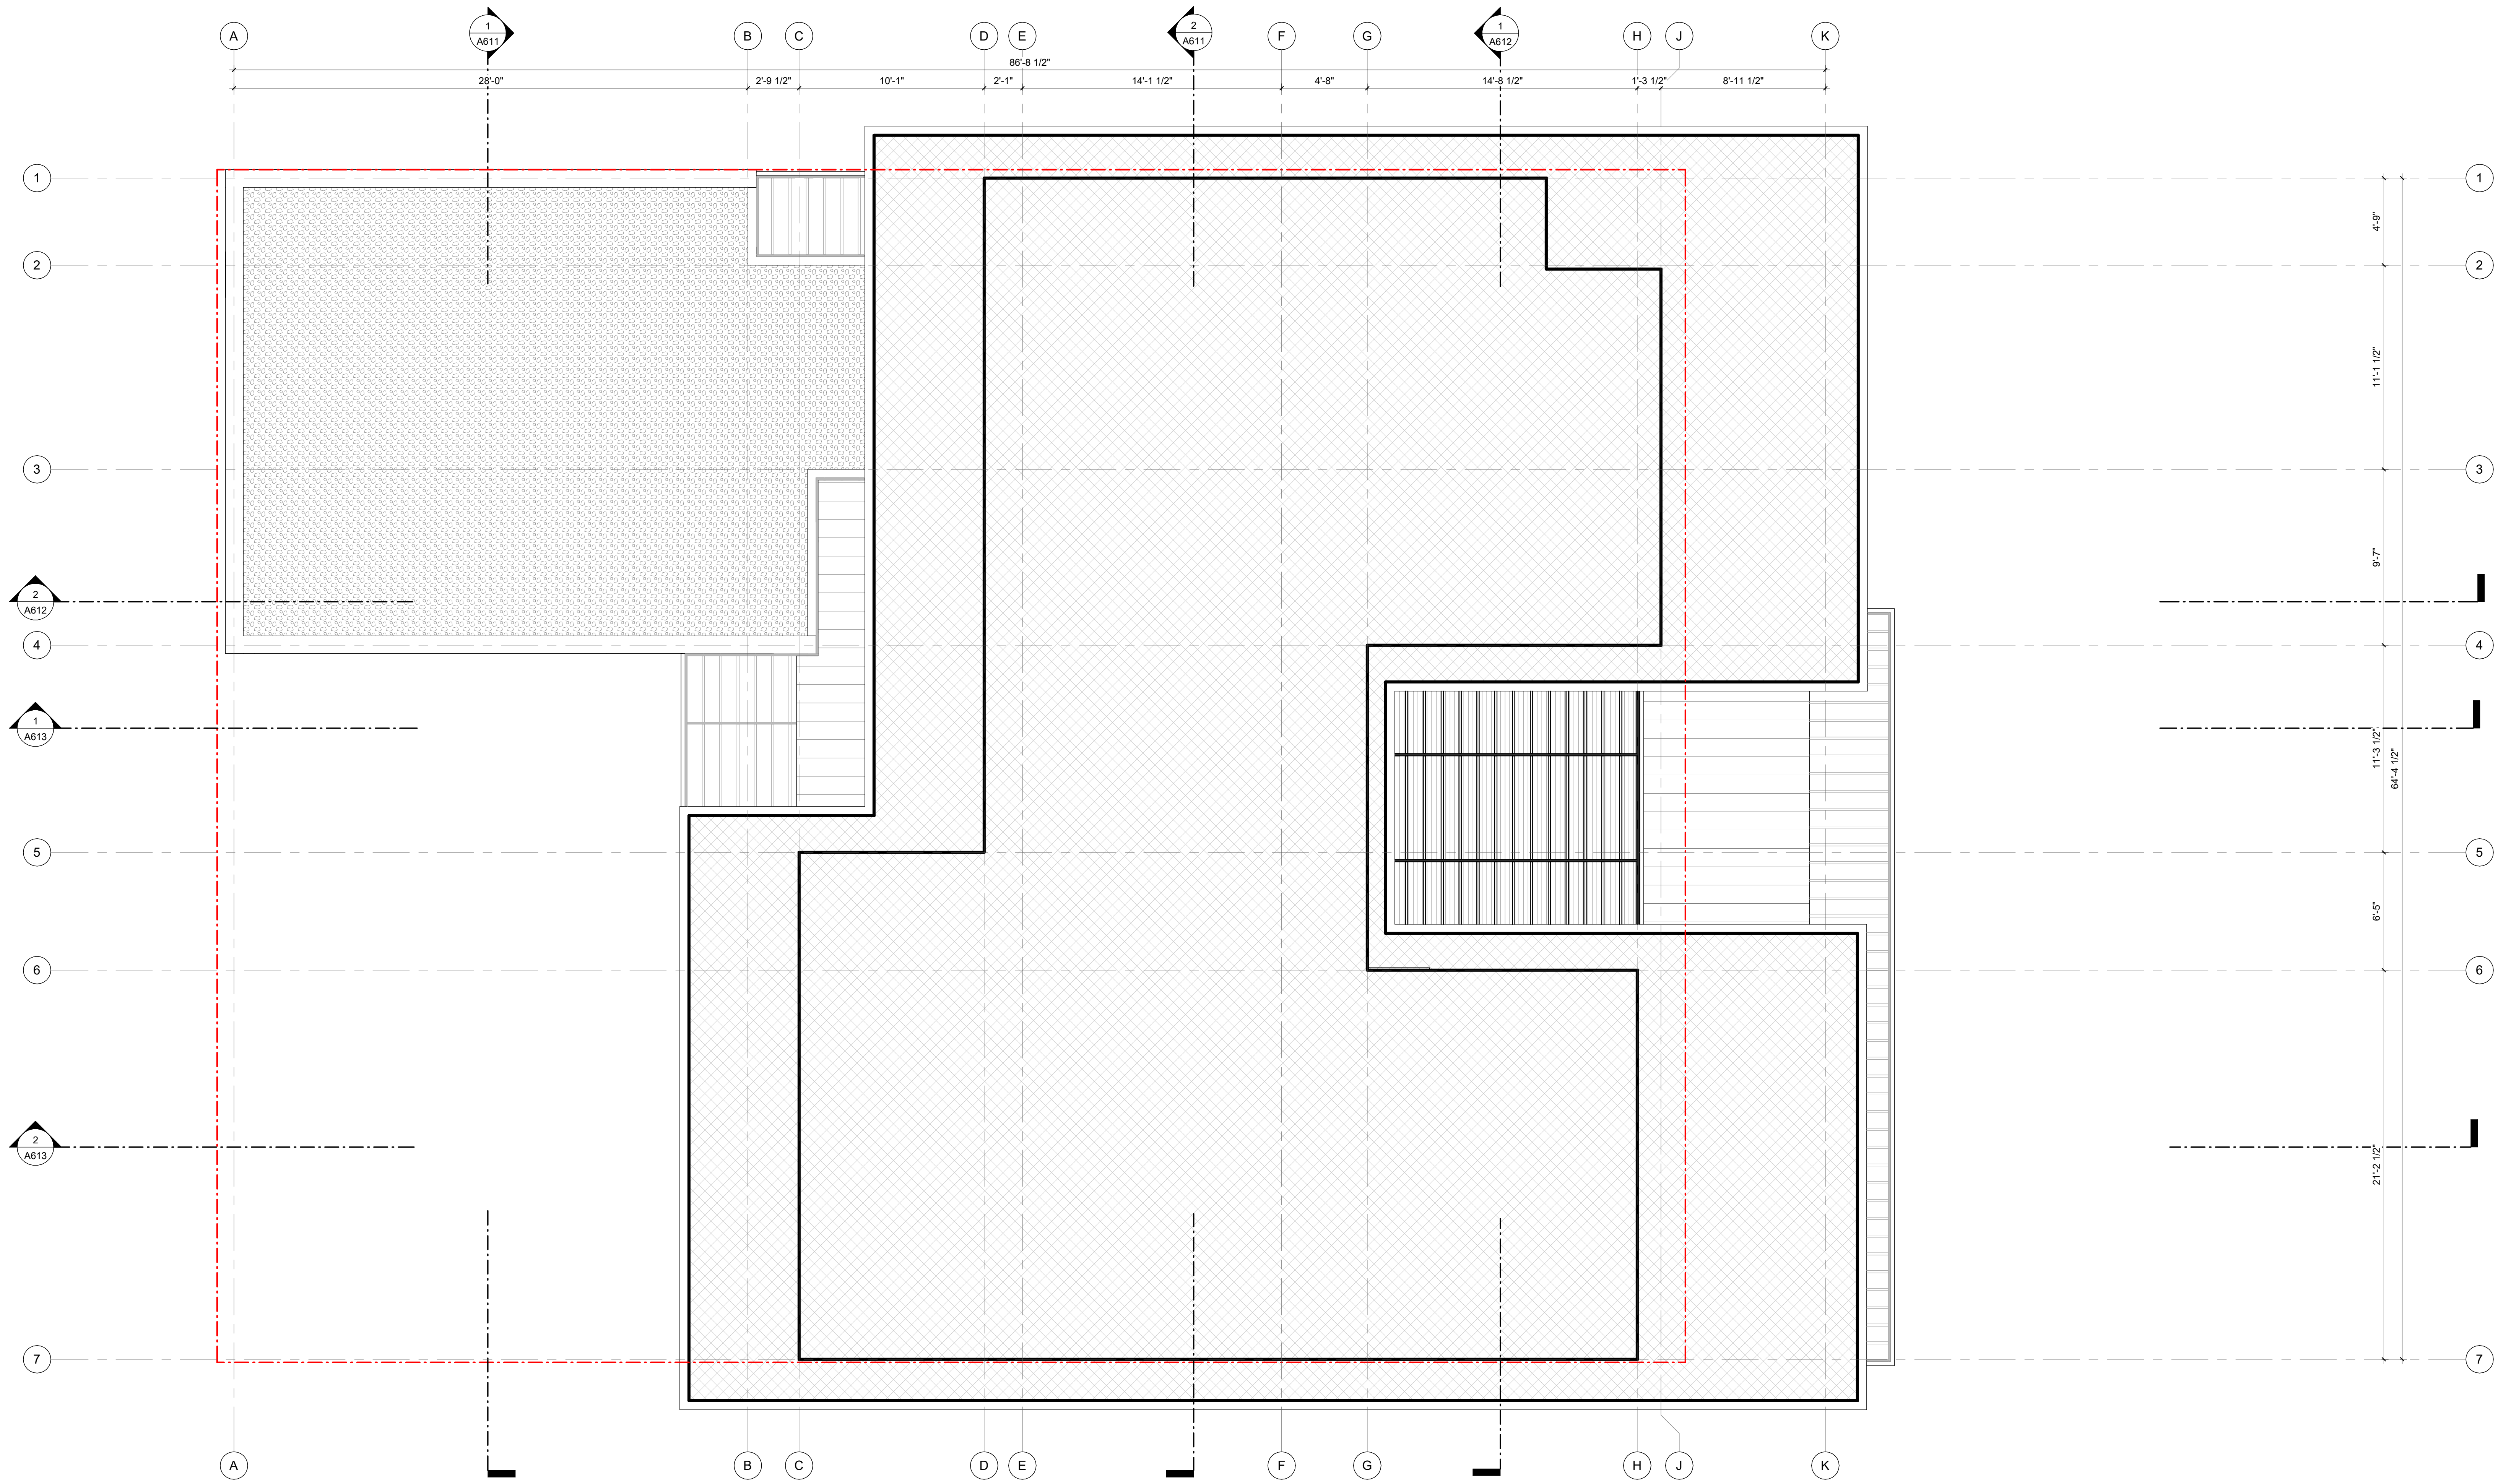 1
A611
2
A611
1
A612
A
B
C
D
E
F
G
H
J
K
86'-8 1/2"
28'-0"
2'-9 1/2"
10'-1"
2'-1"
14'-1 1/2"
4'-8"
14'-8 1/2"
1'-3 1/2"
8'-11 1/2"
1
1
4'-9"
2
2
11'-1 1/2"
3
3
9'-7"
2
A612
4
4
1
A613
11'-3 1/2"
64'-4 1/2"
5
5
6'-5"
6
6
2
A613
21'-2 1/2"
7
7
A
B
C
D
E
F
G
H
J
K